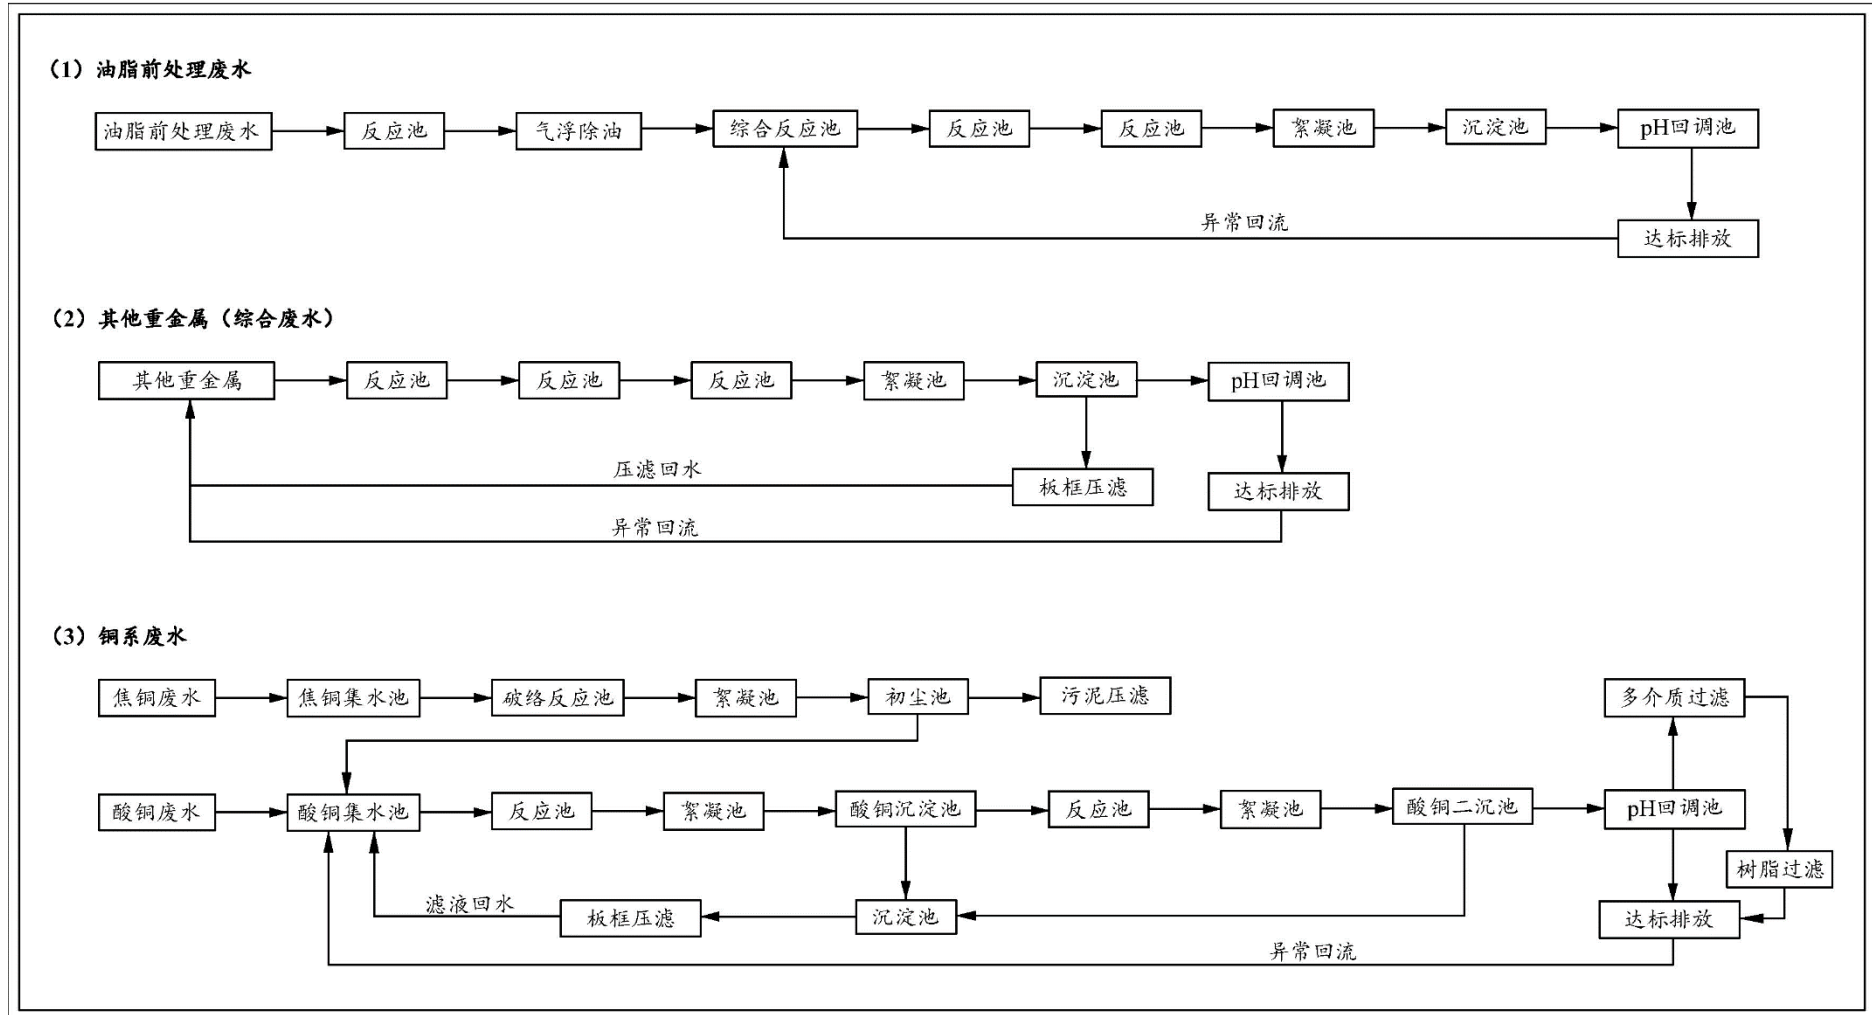 (1) 油脂前处理废水
油脂前处理废水 反应池 气浮除油 综合反应池 反应池 反应池 絮凝池 沉淀池 pH回调池
异常回流 达标排放
(2) 其他重金属（综合废水）
其他重金属 反应池 反应池 反应池 絮凝池 沉淀池 pH回调池
压滤回水 板框压滤 达标排放
异常回流
(3) 铜系废水
焦铜废水 焦铜集水池 破络反应池 絮凝池 初尘池 污泥压滤 多介质过滤
酸铜废水 酸铜集水池 反应池 絮凝池 酸铜沉淀池 反应池 絮凝池 酸铜二沉池 pH回调池
树脂过滤
滤液回水 板框压滤 沉淀池 达标排放
异常回流